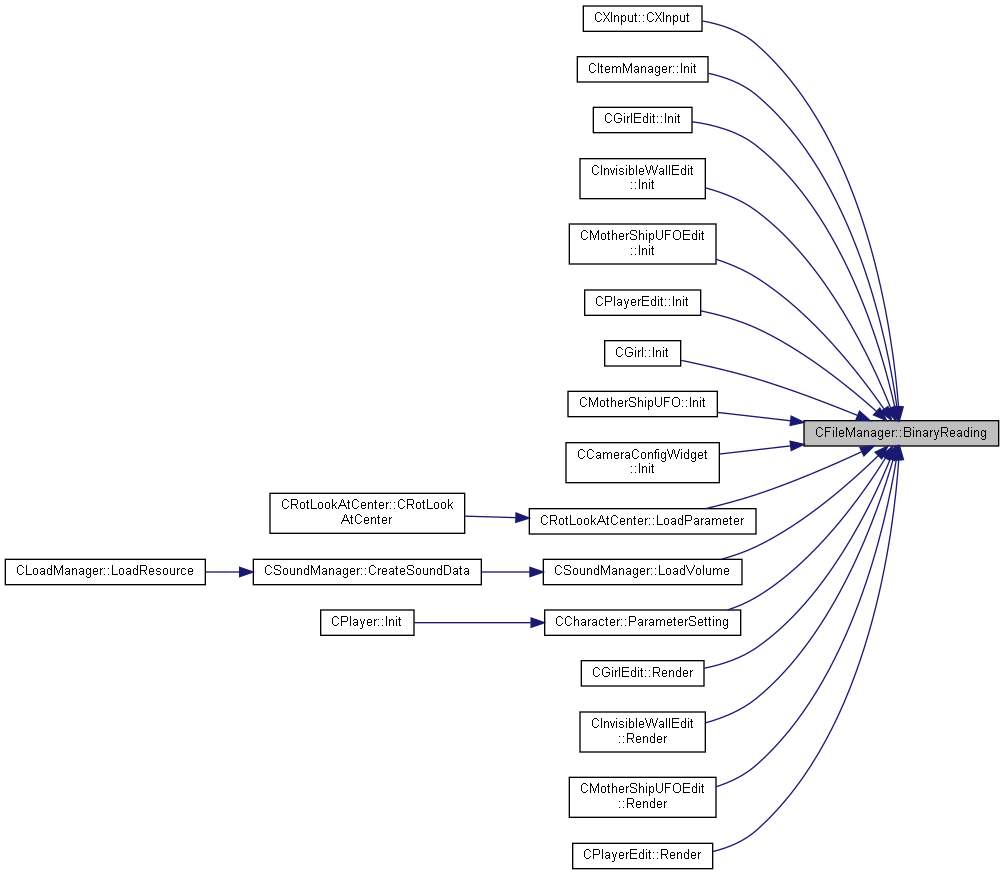 CXInput::CXInput
CItemManager::Init
CGirlEdit::Init
CInvisibleWallEdit
::Init
CMotherShipUFOEdit
::Init
CPlayerEdit::Init
CGirl::Init
CMotherShipUFO::Init
CFileManager::BinaryReading
CCameraConfigWidget
::Init
CRotLookAtCenter::CRotLook
AtCenter
CRotLookAtCenter::LoadParameter
CLoadManager::LoadResource
CSoundManager::CreateSoundData
CSoundManager::LoadVolume
CPlayer::Init
CCharacter::ParameterSetting
CGirlEdit::Render
CInvisibleWallEdit
::Render
CMotherShipUFOEdit
::Render
CPlayerEdit::Render